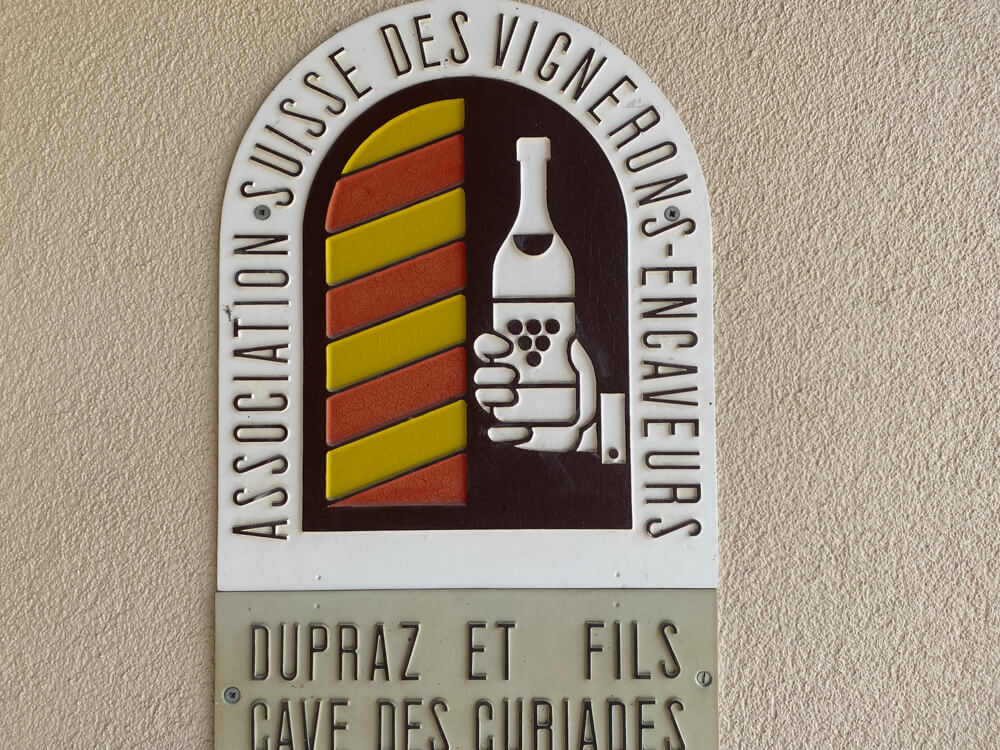 ASSOCIATION SUISSE DES VIGNERONS-ENCAVEURS
DUPRAZ ET FILS
CAVE DES CURIADES